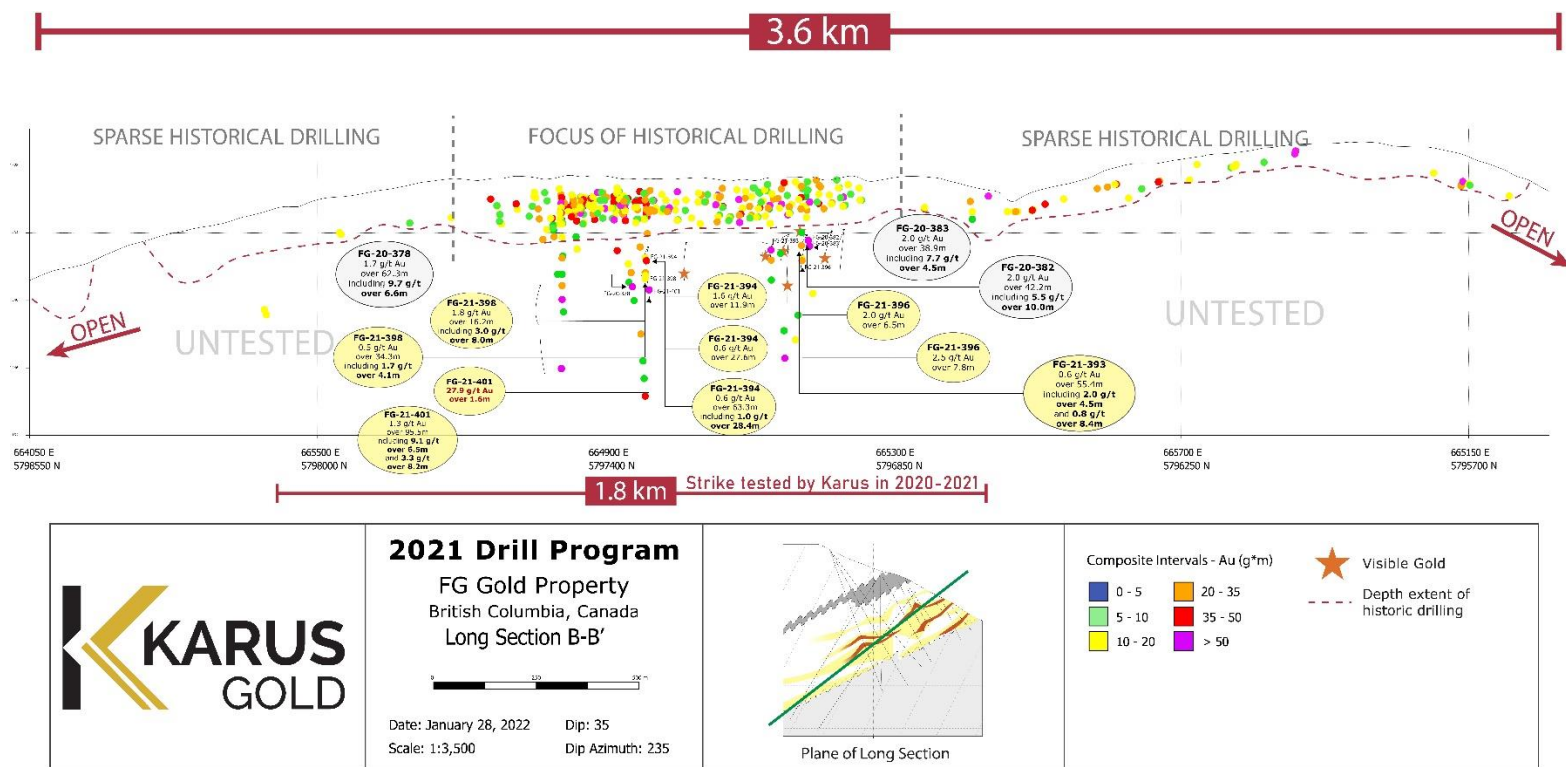 3.6 km
SPARSE HISTORICAL DRILLING
FOCUS OF HISTORICAL DRILLING
SPARSE HISTORICAL DRILLING
OPEN
UNTESTED
UNTESTED
OPEN
FG-20-378
1.7 g/t Au
over 62.3m
including 9.7 g/t
over 6.6m
FG-21-398
1.8 g/t Au
over 16.2m
including 3.0 g/t
over 8.0m
FG-21-398
0.5 g/t Au
over 34.3m
including 1.7 g/t
over 4.1m
FG-21-401
27.9 g/t Au
over 1.6m
FG-21-401
1.3 g/t Au
over 95.5m
including 9.1 g/t
over 6.5m
and 3.3 g/t
over 8.2m
FG-21-394
1.6 g/t Au
over 11.9m
FG-21-394
0.6 g/t Au
over 27.6m
FG-21-394
0.6 g/t Au
over 63.3m
including 1.0 g/t
over 28.4m
FG-20-383
2.0 g/t Au
over 38.9m
including 7.7 g/t
over 4.5m
FG-20-382
2.0 g/t Au
over 42.2m
including 5.5 g/t
over 10.0m
FG-21-396
2.0 g/t Au
over 6.5m
FG-21-396
2.5 g/t Au
over 7.8m
FG-21-393
0.6 g/t Au
over 55.4m
including 2.0 g/t
over 4.5m
and 0.8 g/t
over 8.4m
664050 E
5798550 N
665500 E
5798000 N
664900 E
5797400 N
665300 E
5796850 N
665700 E
5796250 N
665150 E
5795700 N
1.8 km
Strike tested by Karus in 2020-2021
KARUS
GOLD
2021 Drill Program
FG Gold Property
British Columbia, Canada
Long Section B-B'
Date: January 28, 2022
Dip: 35
Scale: 1:3,500
Dip Azimuth: 235
Plane of Long Section
Composite Intervals - Au (g*m)
0 - 5
5 - 10
10 - 20
20 - 35
35 - 50
> 50
Visible Gold
Depth extent of
historic drilling